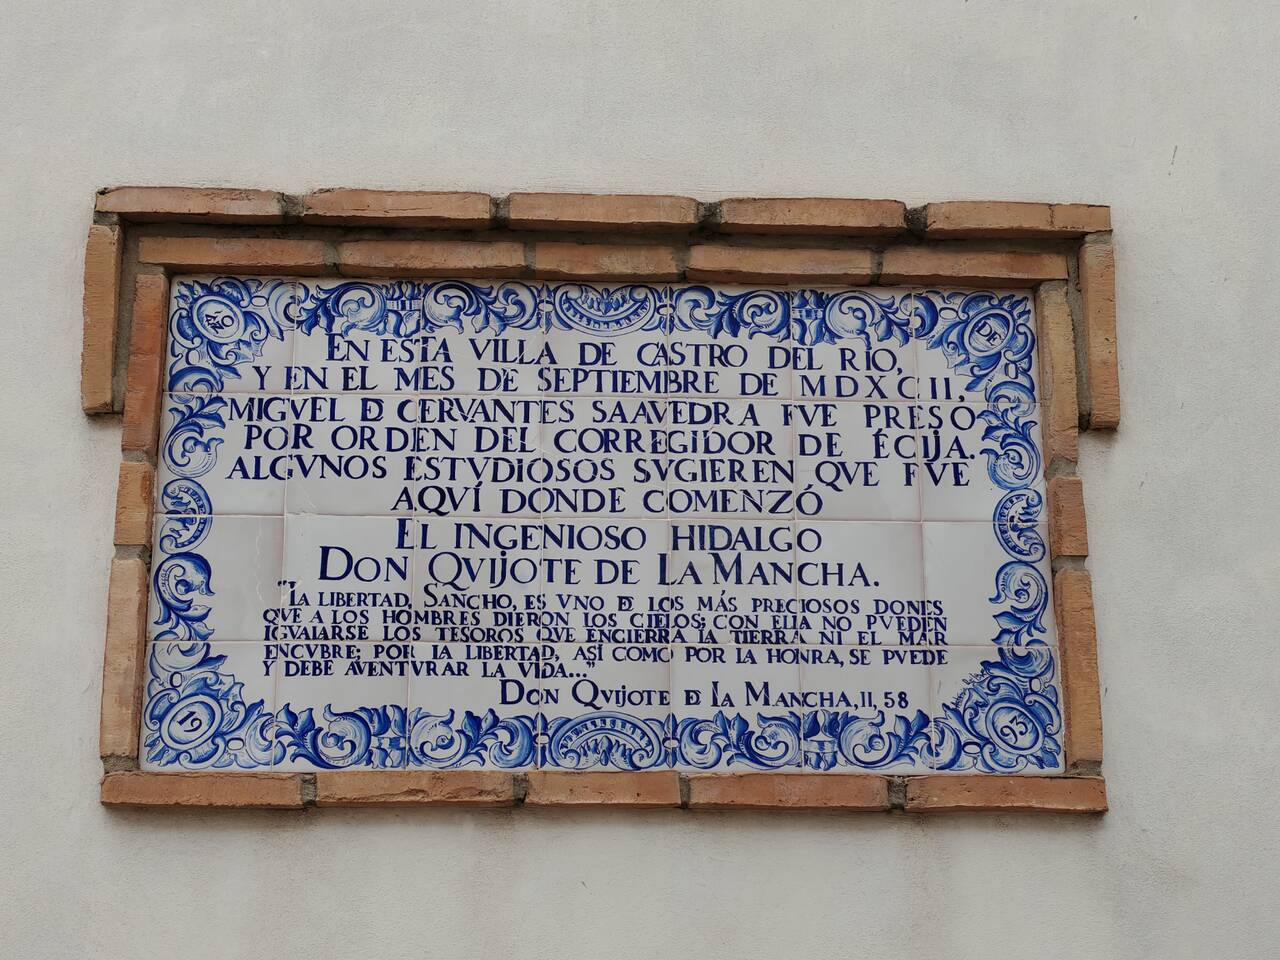 AÑO
DE
EN ESTA VILLA DE CASTRO DEL RÍO,
Y EN EL MES DE SEPTIEMBRE DE MDXCII,
MIGVEL DE CERVANTES SAAVEDRA FVE PRESO
POR ORDEN DEL CORREGIDOR DE ÉCIJA.
ALGVNOS ESTVDIOSOS SVGIEREN QVE FVE
AQVÍ DONDE COMENZÓ
EL INGENIOSO HIDALGO
DON QVIJOTE DE LA MANCHA.
"LA LIBERTAD, SANCHO, ES VNO DE LOS MÁS PRECIOSOS DONES
QVE A LOS HOMBRES DIERON LOS CIELOS; CON ELLA NO PVEDEN
IGVALARSE LOS TESOROS QVE ENCIERRA LA TIERRA NI EL MAR
ENCVBRE; POR LA LIBERTAD, ASÍ COMO POR LA HONRA, SE PVEDE
Y DEBE AVENTVRAR LA VIDA..."
DON QVIJOTE DE LA MANCHA, II, 58
19
93